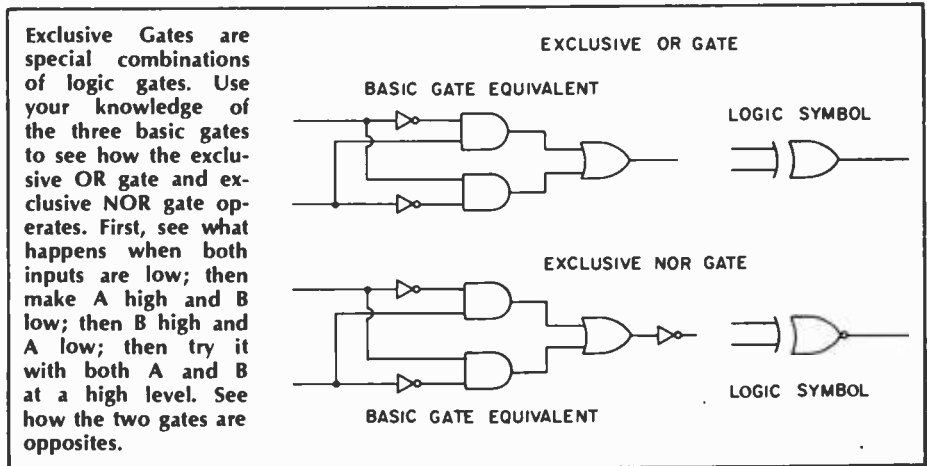 Exclusive Gates are
special combinations
of logic gates. Use
your knowledge of
the three basic gates
to see how the exclu-
sive OR gate and ex-
clusive NOR gate op-
erates. First, see what
happens when both
inputs are low; then
make A high and B
low; then B high and
A low; then try it
with both A and B
at a high level. See
how the two gates are
opposites.
EXCLUSIVE OR GATE
BASIC GATE EQUIVALENT
LOGIC SYMBOL
EXCLUSIVE NOR GATE
LOGIC SYMBOL
BASIC GATE EQUIVALENT